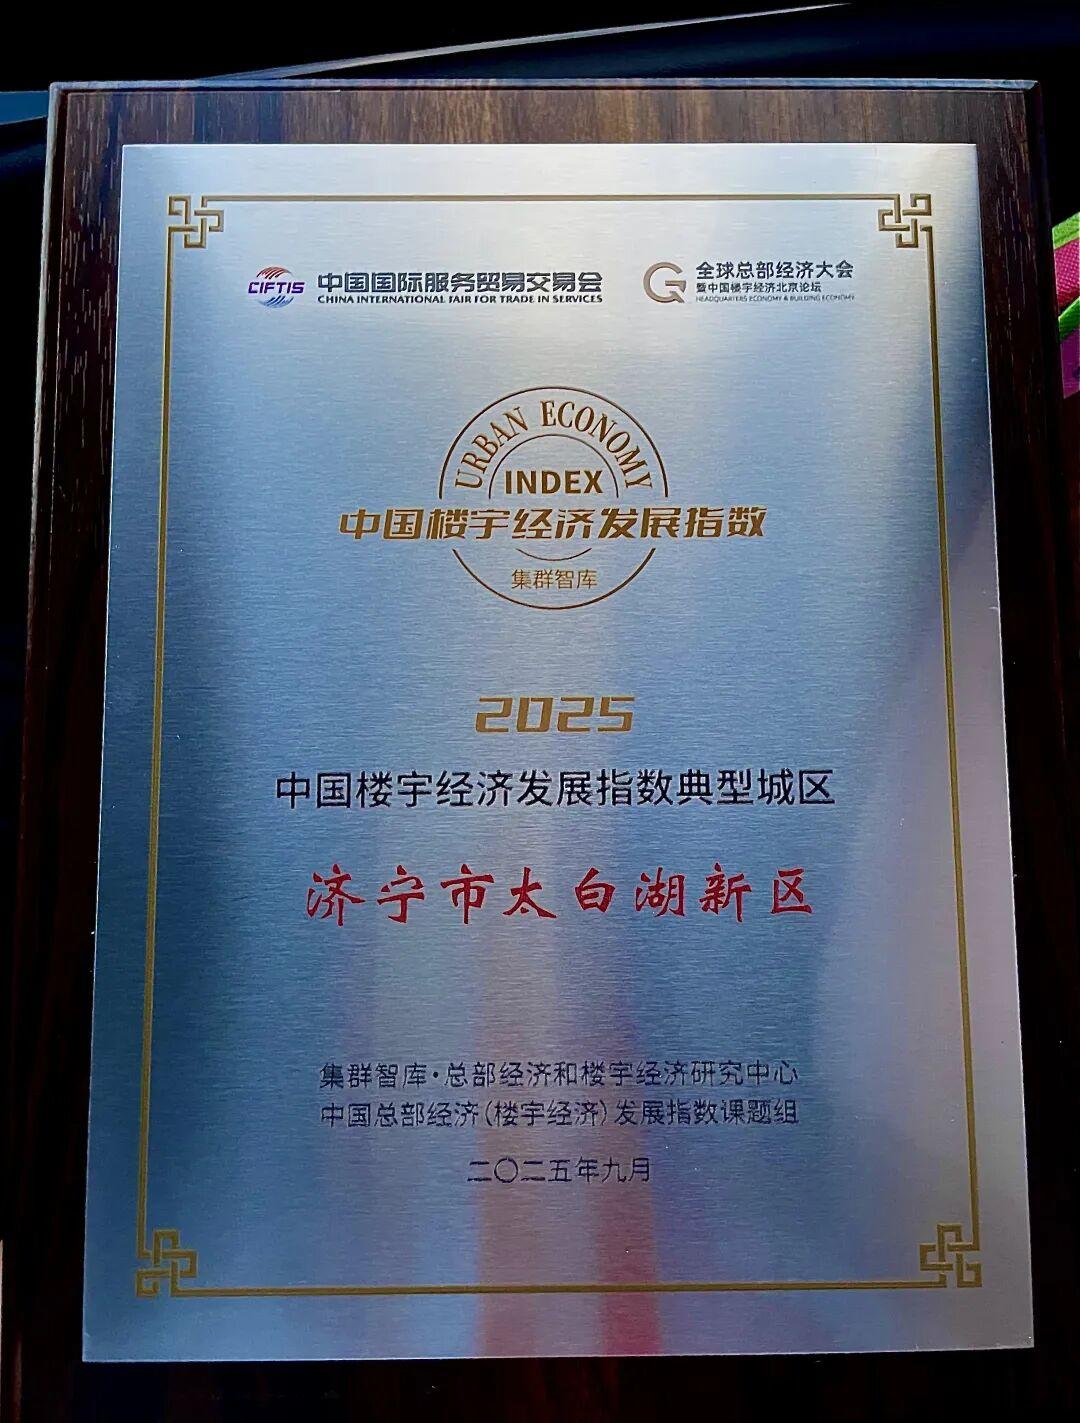 CIFTIS
中国国际服务贸易交易会
CHINA INTERNATIONAL FAIR FOR TRADE IN SERVICES
全球总部经济大会
暨中国楼宇经济北京论坛
HEADQUARTERS ECONOMY & BUILDING ECONOMY
URBAN ECONOMY
INDEX
中国楼宇经济发展指数
集群智库
2025
中国楼宇经济发展指数典型城区
济宁市太白湖新区
集群智库·总部经济和楼宇经济研究中心
中国总部经济(楼宇经济)发展指数课题组
二〇二五年九月